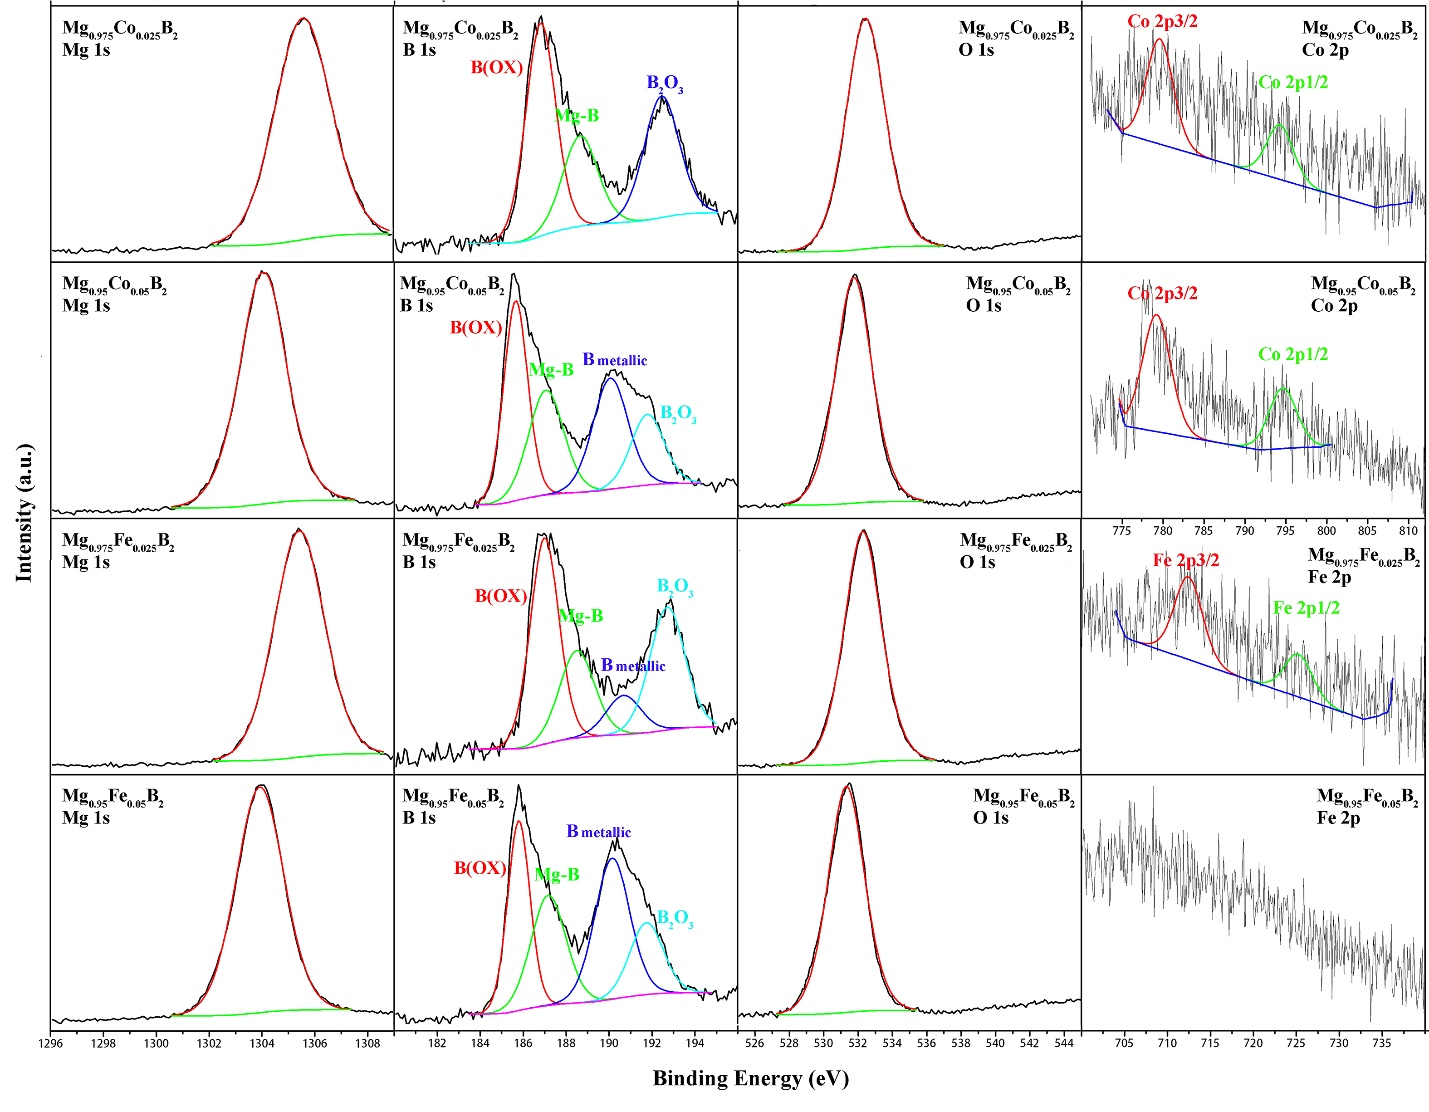 Mg0.975Co0.025B2
Mg 1s
Mg0.975Co0.025B2
B 1s
B(OX)
Mg-B
B2O3
Mg0.975Co0.025B2
O 1s
Co 2p3/2
Mg0.975Co0.025B2
Co 2p
Co 2p1/2
Mg0.95Co0.05B2
Mg 1s
Mg0.95Co0.05B2
B 1s
B(OX)
Mg-B
B metallic
B2O3
Mg0.95Co0.05B2
O 1s
Co 2p3/2
Mg0.95Co0.05B2
Co 2p
Co 2p1/2
775 780 785 790 795 800 805 810
Mg0.975Fe0.025B2
Mg 1s
Mg0.975Fe0.025B2
B 1s
B(OX)
Mg-B
B metallic
B2O3
Mg0.975Fe0.025B2
O 1s
Fe 2p3/2
Mg0.975Fe0.025B2
Fe 2p
Fe 2p1/2
Mg0.95Fe0.05B2
Mg 1s
Mg0.95Fe0.05B2
B 1s
B(OX)
Mg-B
B metallic
B2O3
Mg0.95Fe0.05B2
O 1s
Mg0.95Fe0.05B2
Fe 2p
Intensity (a.u.)
1296 1298 1300 1302 1304 1306 1308
182 184 186 188 190 192 194
526 528 530 532 534 536 538 540 542 544
705 710 715 720 725 730 735
Binding Energy (eV)